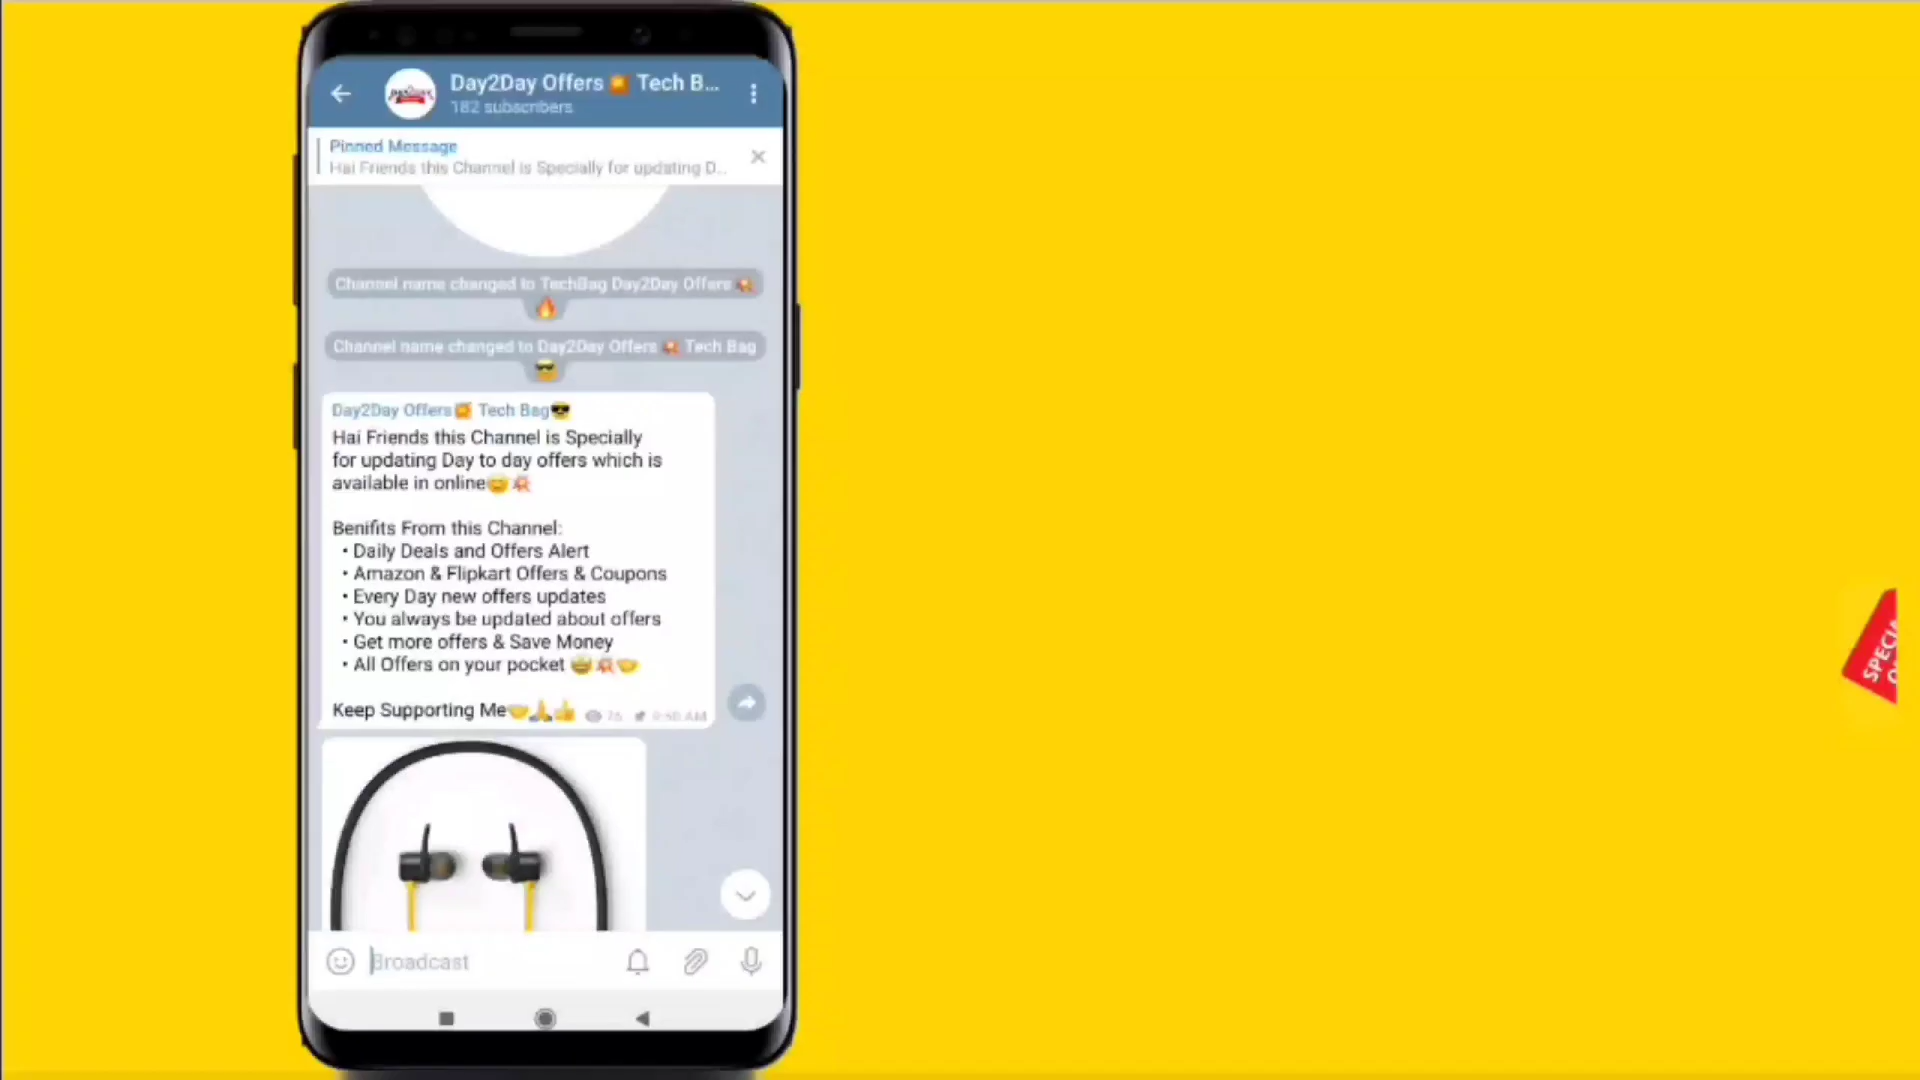 Day2Day Offers💥 Tech B...
182 subscribers
Pinned Message
Hai Friends this Channel is Specially for updating D...
Channel name changed to TechBag Day2Day Offers 💥
🔥
Channel name changed to Day2Day Offers 💥 Tech Bag
😎
Day2Day Offers💥 Tech Bag😎
Hai Friends this Channel is Specially
for updating Day to day offers which is
available in online😍💥
Benifits From this Channel:
• Daily Deals and Offers Alert
• Amazon & Flipkart Offers & Coupons
• Every Day new offers updates
• You always be updated about offers
• Get more offers & Save Money
• All Offers on your pocket 🤩💥🤝
Keep Supporting Me🤝🙏👍 76 9:50 AM
Broadcast